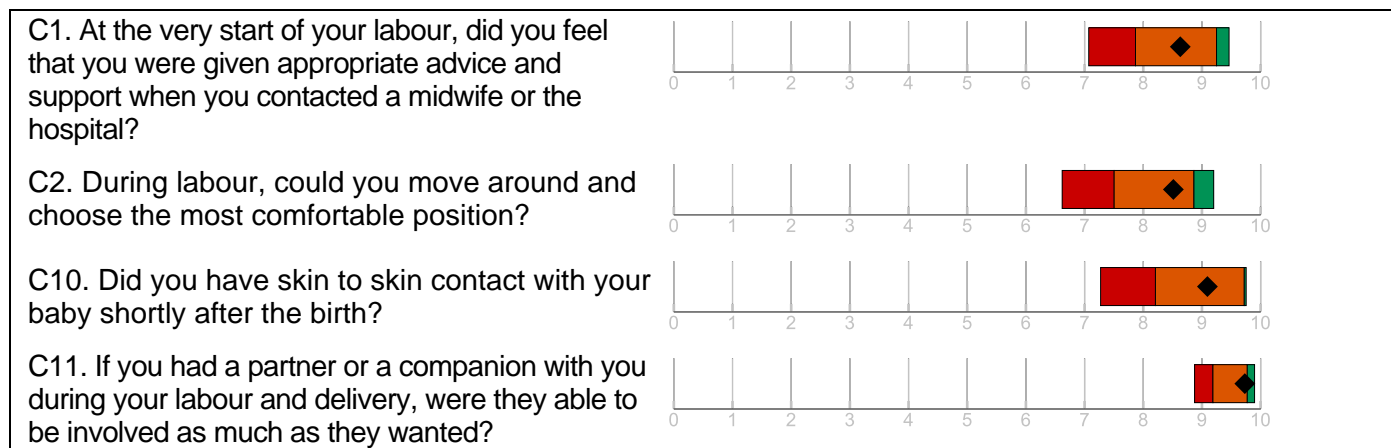 C1. At the very start of your labour, did you feel
that you were given appropriate advice and
support when you contacted a midwife or the
hospital?
0 1 2 3 4 5 6 7 8 9 10
C2. During labour, could you move around and
choose the most comfortable position?
0 1 2 3 4 5 6 7 8 9 10
C10. Did you have skin to skin contact with your
baby shortly after the birth?
0 1 2 3 4 5 6 7 8 9 10
C11. If you had a partner or a companion with you
during your labour and delivery, were they able to
be involved as much as they wanted?
0 1 2 3 4 5 6 7 8 9 10